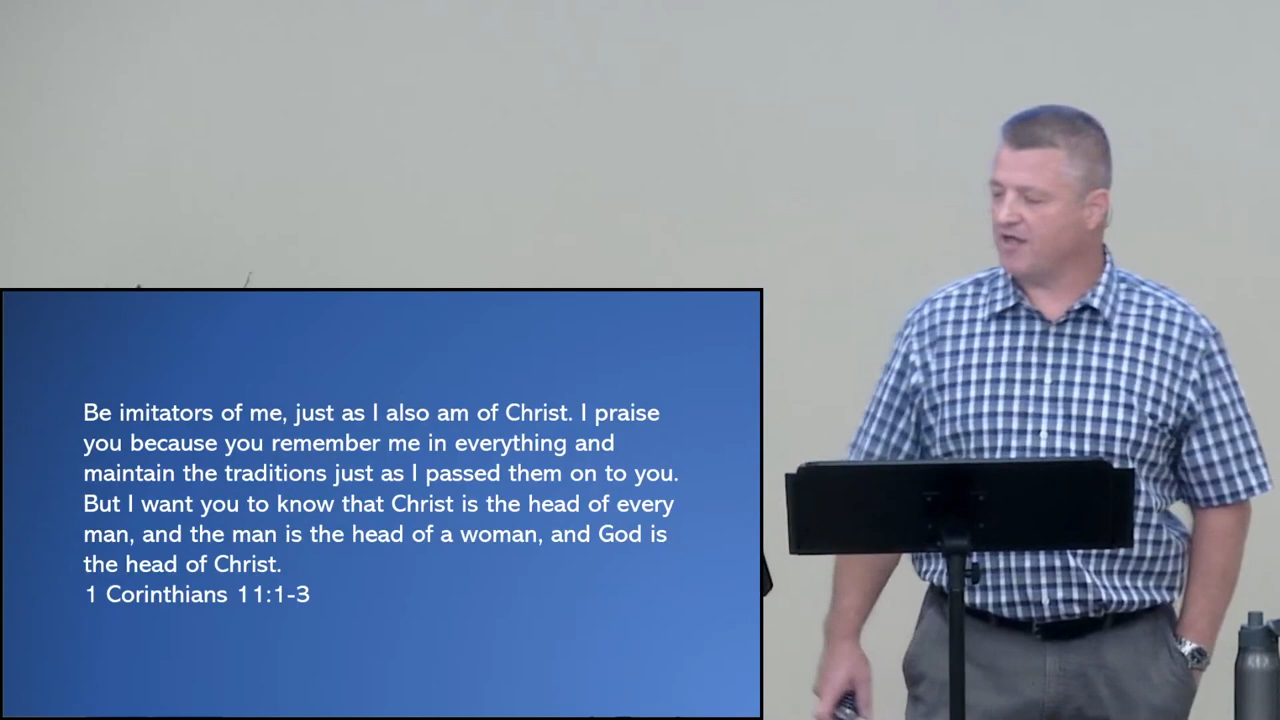 Be imitators of me, just as I also am of Christ. I praise
you because you remember me in everything and
maintain the traditions just as I passed them on to you.
But I want you to know that Christ is the head of every
man, and the man is the head of a woman, and God is
the head of Christ.
1 Corinthians 11:1-3